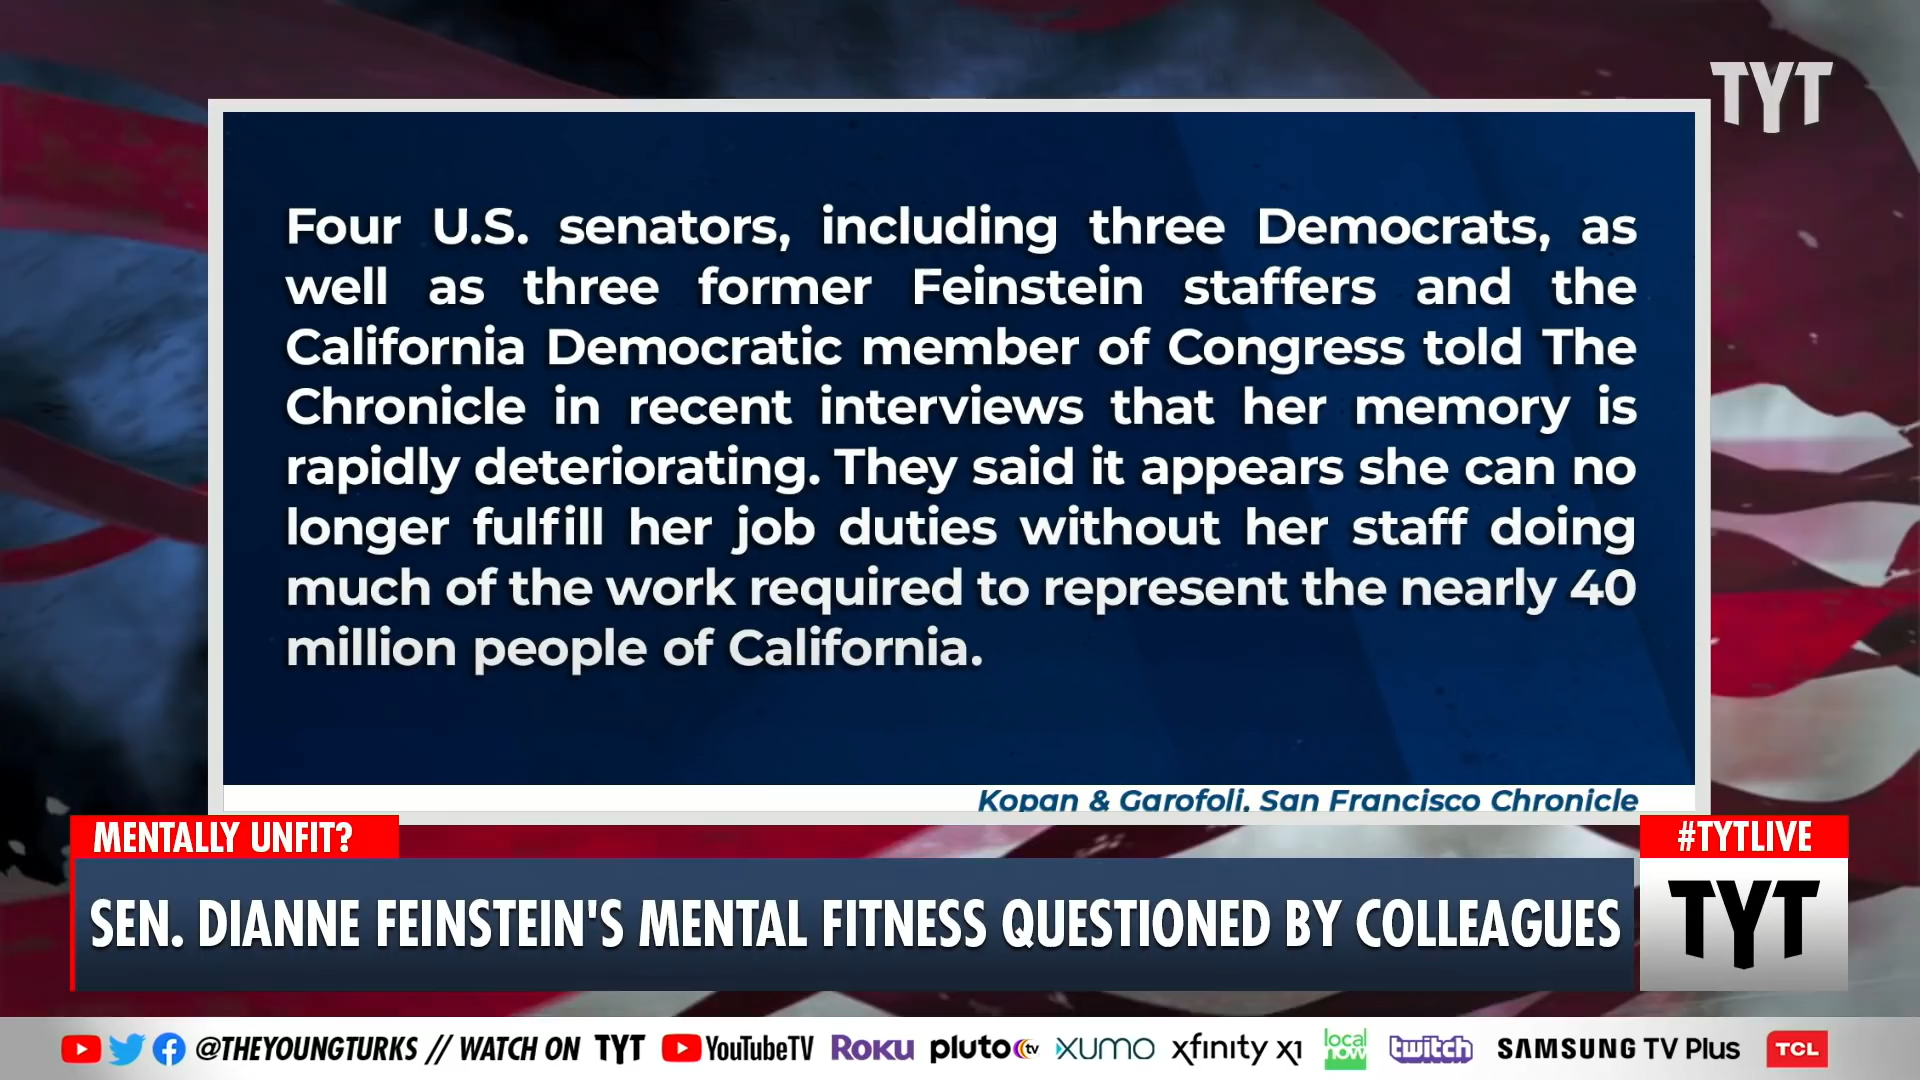 TYT
Four U.S. senators, including three Democrats, as
well as three former Feinstein staffers and the
California Democratic member of Congress told The
Chronicle in recent interviews that her memory is
rapidly deteriorating. They said it appears she can no
longer fulfill her job duties without her staff doing
much of the work required to represent the nearly 40
million people of California.
Kopan & Garofoli, San Francisco Chronicle
MENTALLY UNFIT?
#TYTLIVE
SEN. DIANNE FEINSTEIN'S MENTAL FITNESS QUESTIONED BY COLLEAGUES
TYT
@THEYOUNGTURKS // WATCH ON TYT YouTubeTV ROKU pluto tv XUMO xfinity x1 local now twitch SAMSUNG TV Plus TCL